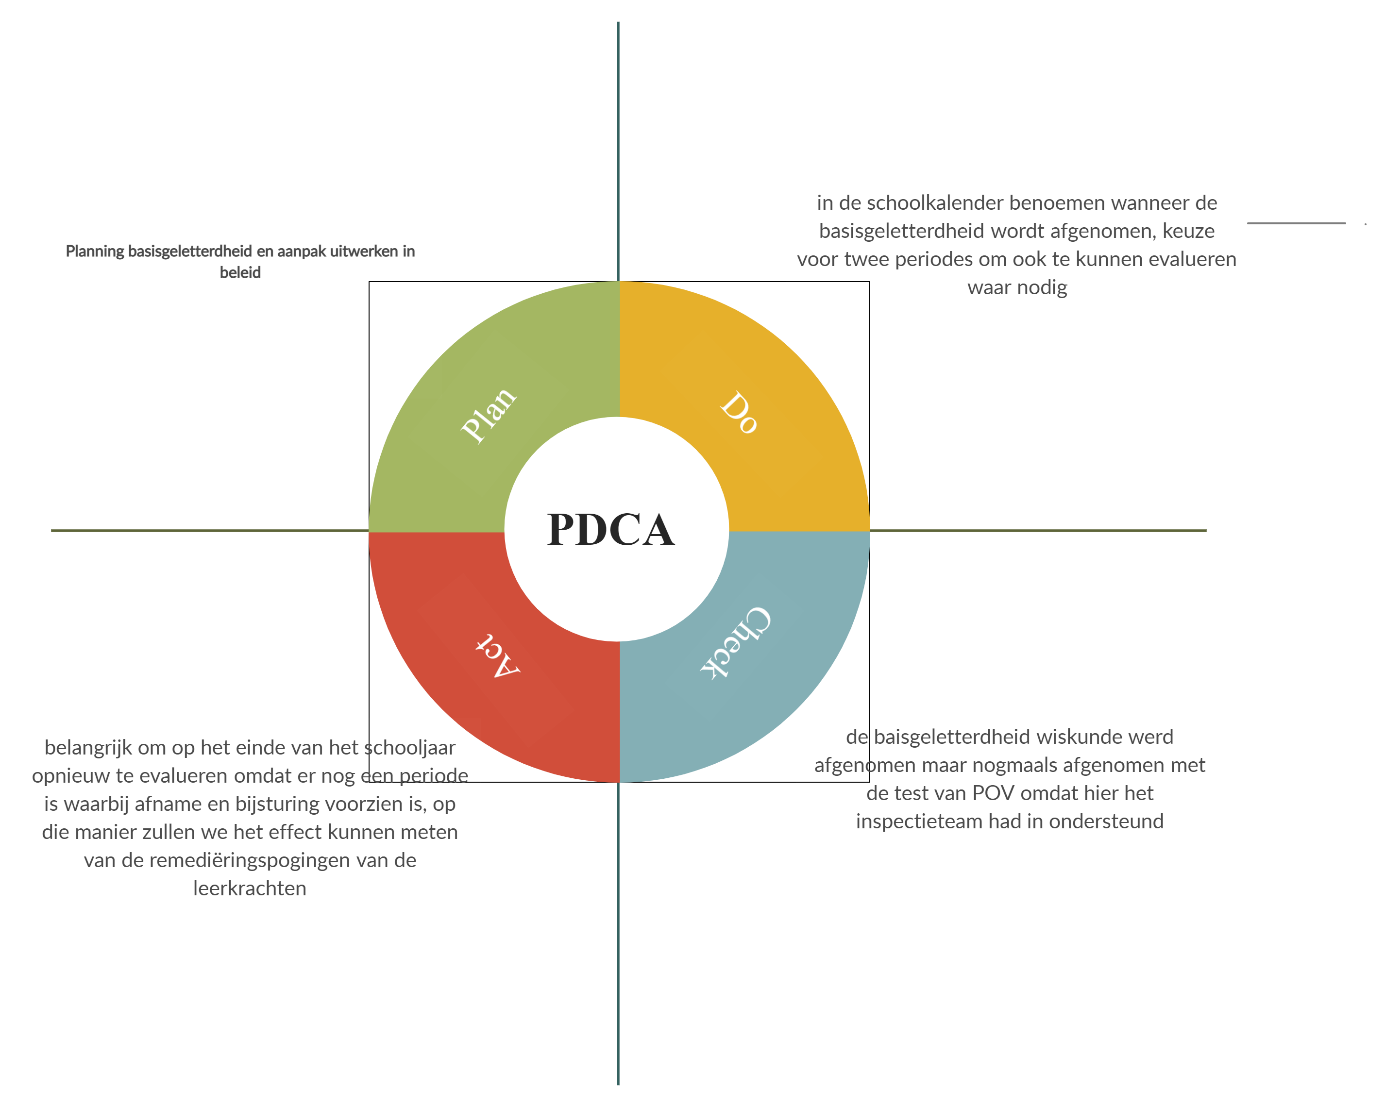 Planning basisgeletterdheid en aanpak uitwerken in
beleid
in de schoolkalender benoemen wanneer de
basisgeletterdheid wordt afgenomen, keuze
voor twee periodes om ook te kunnen evalueren
waar nodig
Plan
Do
PDCA
Act
Check
belangrijk om op het einde van het schooljaar
opnieuw te evalueren omdat er nog een periode
is waarbij afname en bijsturing voorzien is, op
die manier zullen we het effect kunnen meten
van de remediëringspogingen van de
leerkrachten
de baisgeletterdheid wiskunde werd
afgenomen maar nogmaals afgenomen met
de test van POV omdat hier het
inspectieteam had in ondersteund